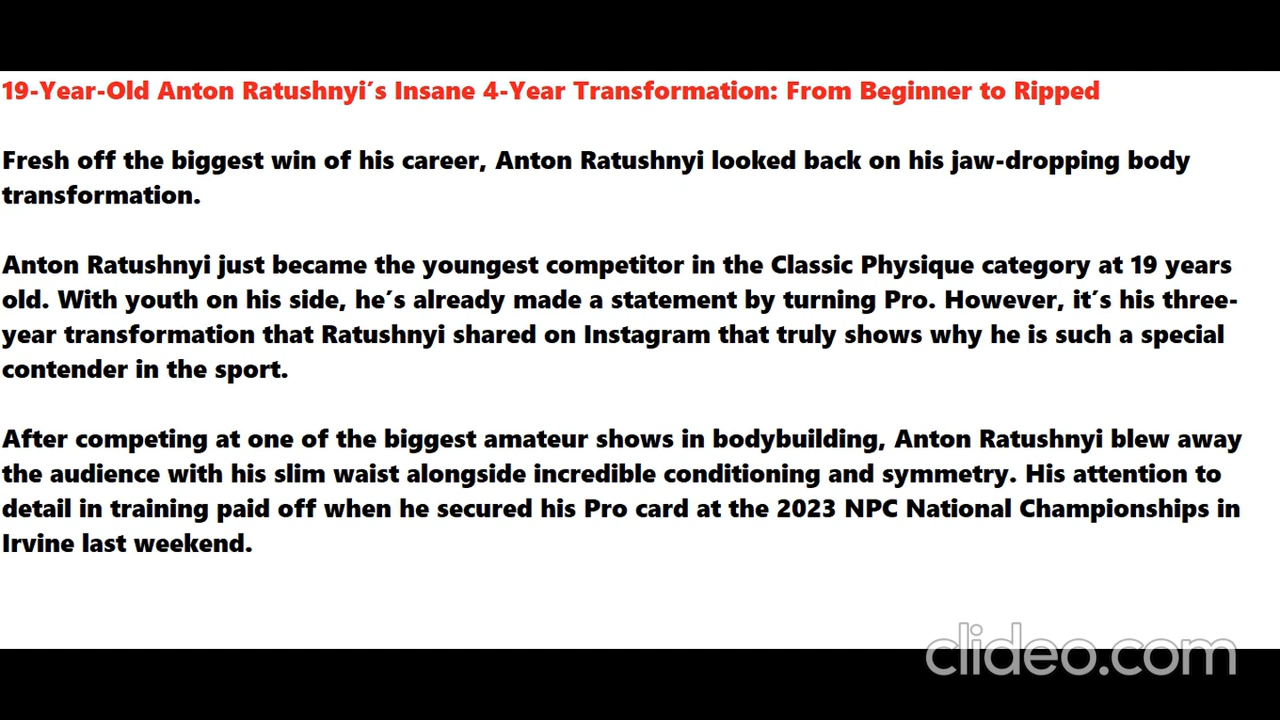 19-Year-Old Anton Ratushnyi´s Insane 4-Year Transformation: From Beginner to Ripped
Fresh off the biggest win of his career, Anton Ratushnyi looked back on his jaw-dropping body
transformation.
Anton Ratushnyi just became the youngest competitor in the Classic Physique category at 19 years
old. With youth on his side, he´s already made a statement by turning Pro. However, it´s his three-
year transformation that Ratushnyi shared on Instagram that truly shows why he is such a special
contender in the sport.
After competing at one of the biggest amateur shows in bodybuilding, Anton Ratushnyi blew away
the audience with his slim waist alongside incredible conditioning and symmetry. His attention to
detail in training paid off when he secured his Pro card at the 2023 NPC National Championships in
Irvine last weekend.
clideo.com